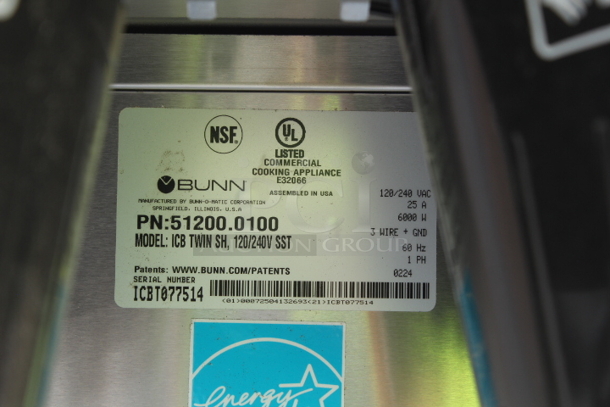 NSF
UL
LISTED
COMMERCIAL
COOKING APPLIANCE
E32066
BUNN
ASSEMBLED IN USA
MANUFACTURED BY BUNN-O-MATIC CORPORATION
SPRINGFIELD, ILLINOIS, U.S.A
PN:51200.0100
MODEL: ICB TWIN SH, 120/240V SST
120/240 VAC
25 A
6000 W
3 WIRE + GND
60 Hz
1 PH
Patents: WWW.BUNN.COM/PATENTS
0224
SERIAL NUMBER
ICBT077514
(01)00072504132693(21)ICBT077514
energy
GROUP